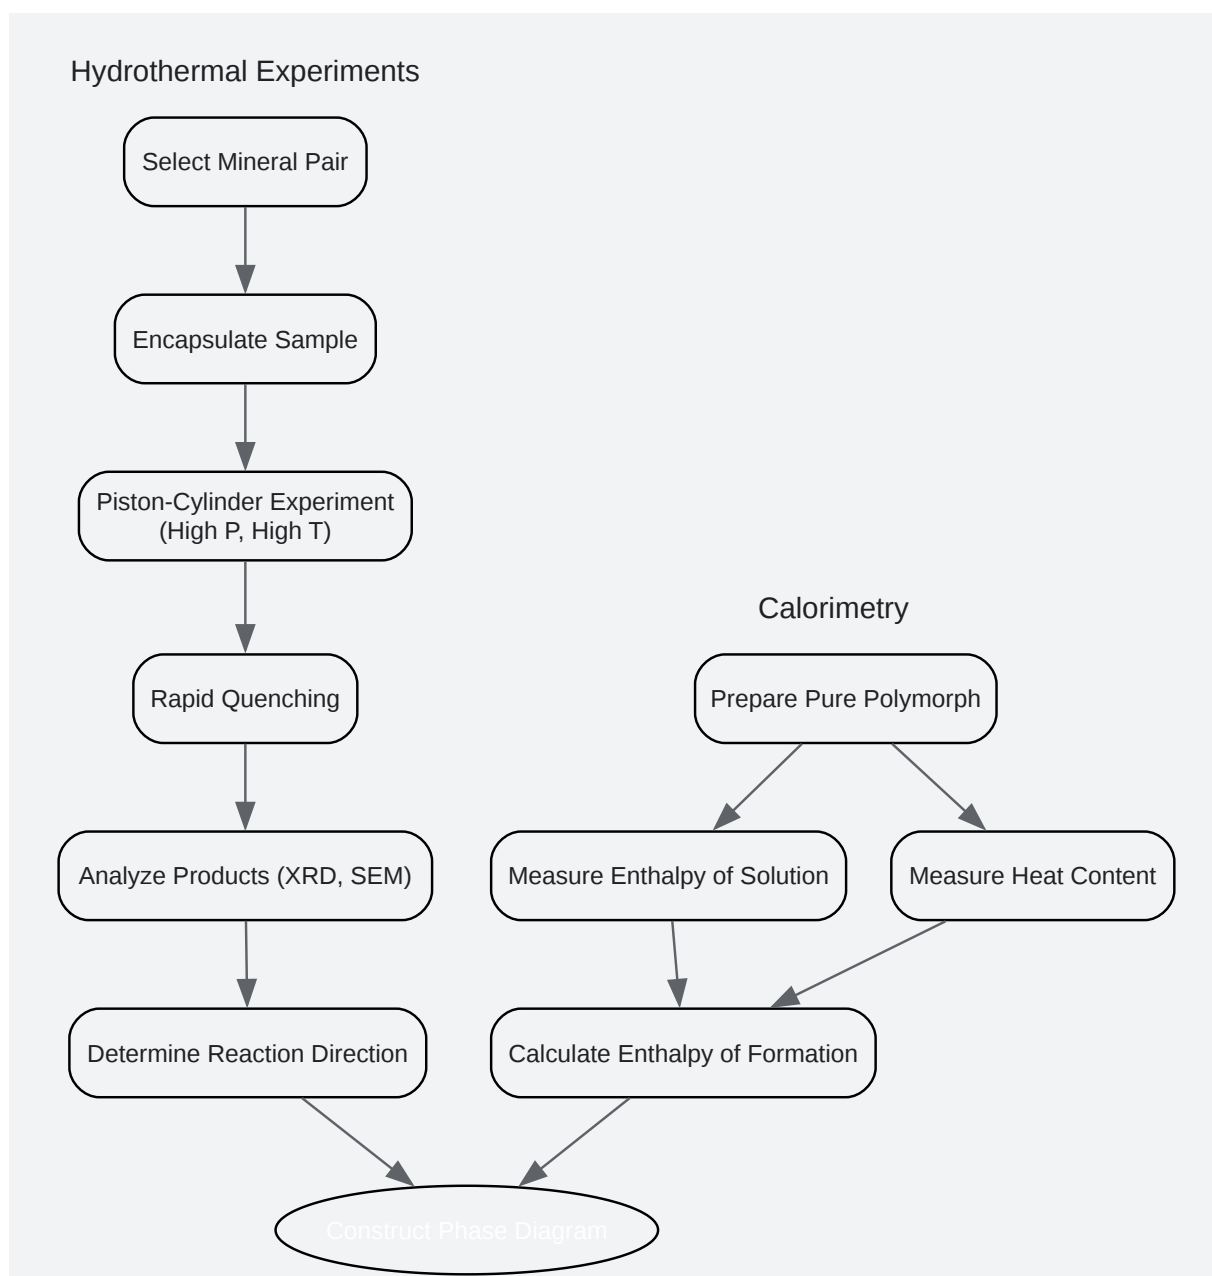 Hydrothermal Experiments
Select Mineral Pair
Encapsulate Sample
Piston-Cylinder Experiment
(High P, High T)
Rapid Quenching
Analyze Products (XRD, SEM)
Determine Reaction Direction
Calorimetry
Prepare Pure Polymorph
Measure Enthalpy of Solution
Measure Heat Content
Calculate Enthalpy of Formation
Construct Phase Diagram